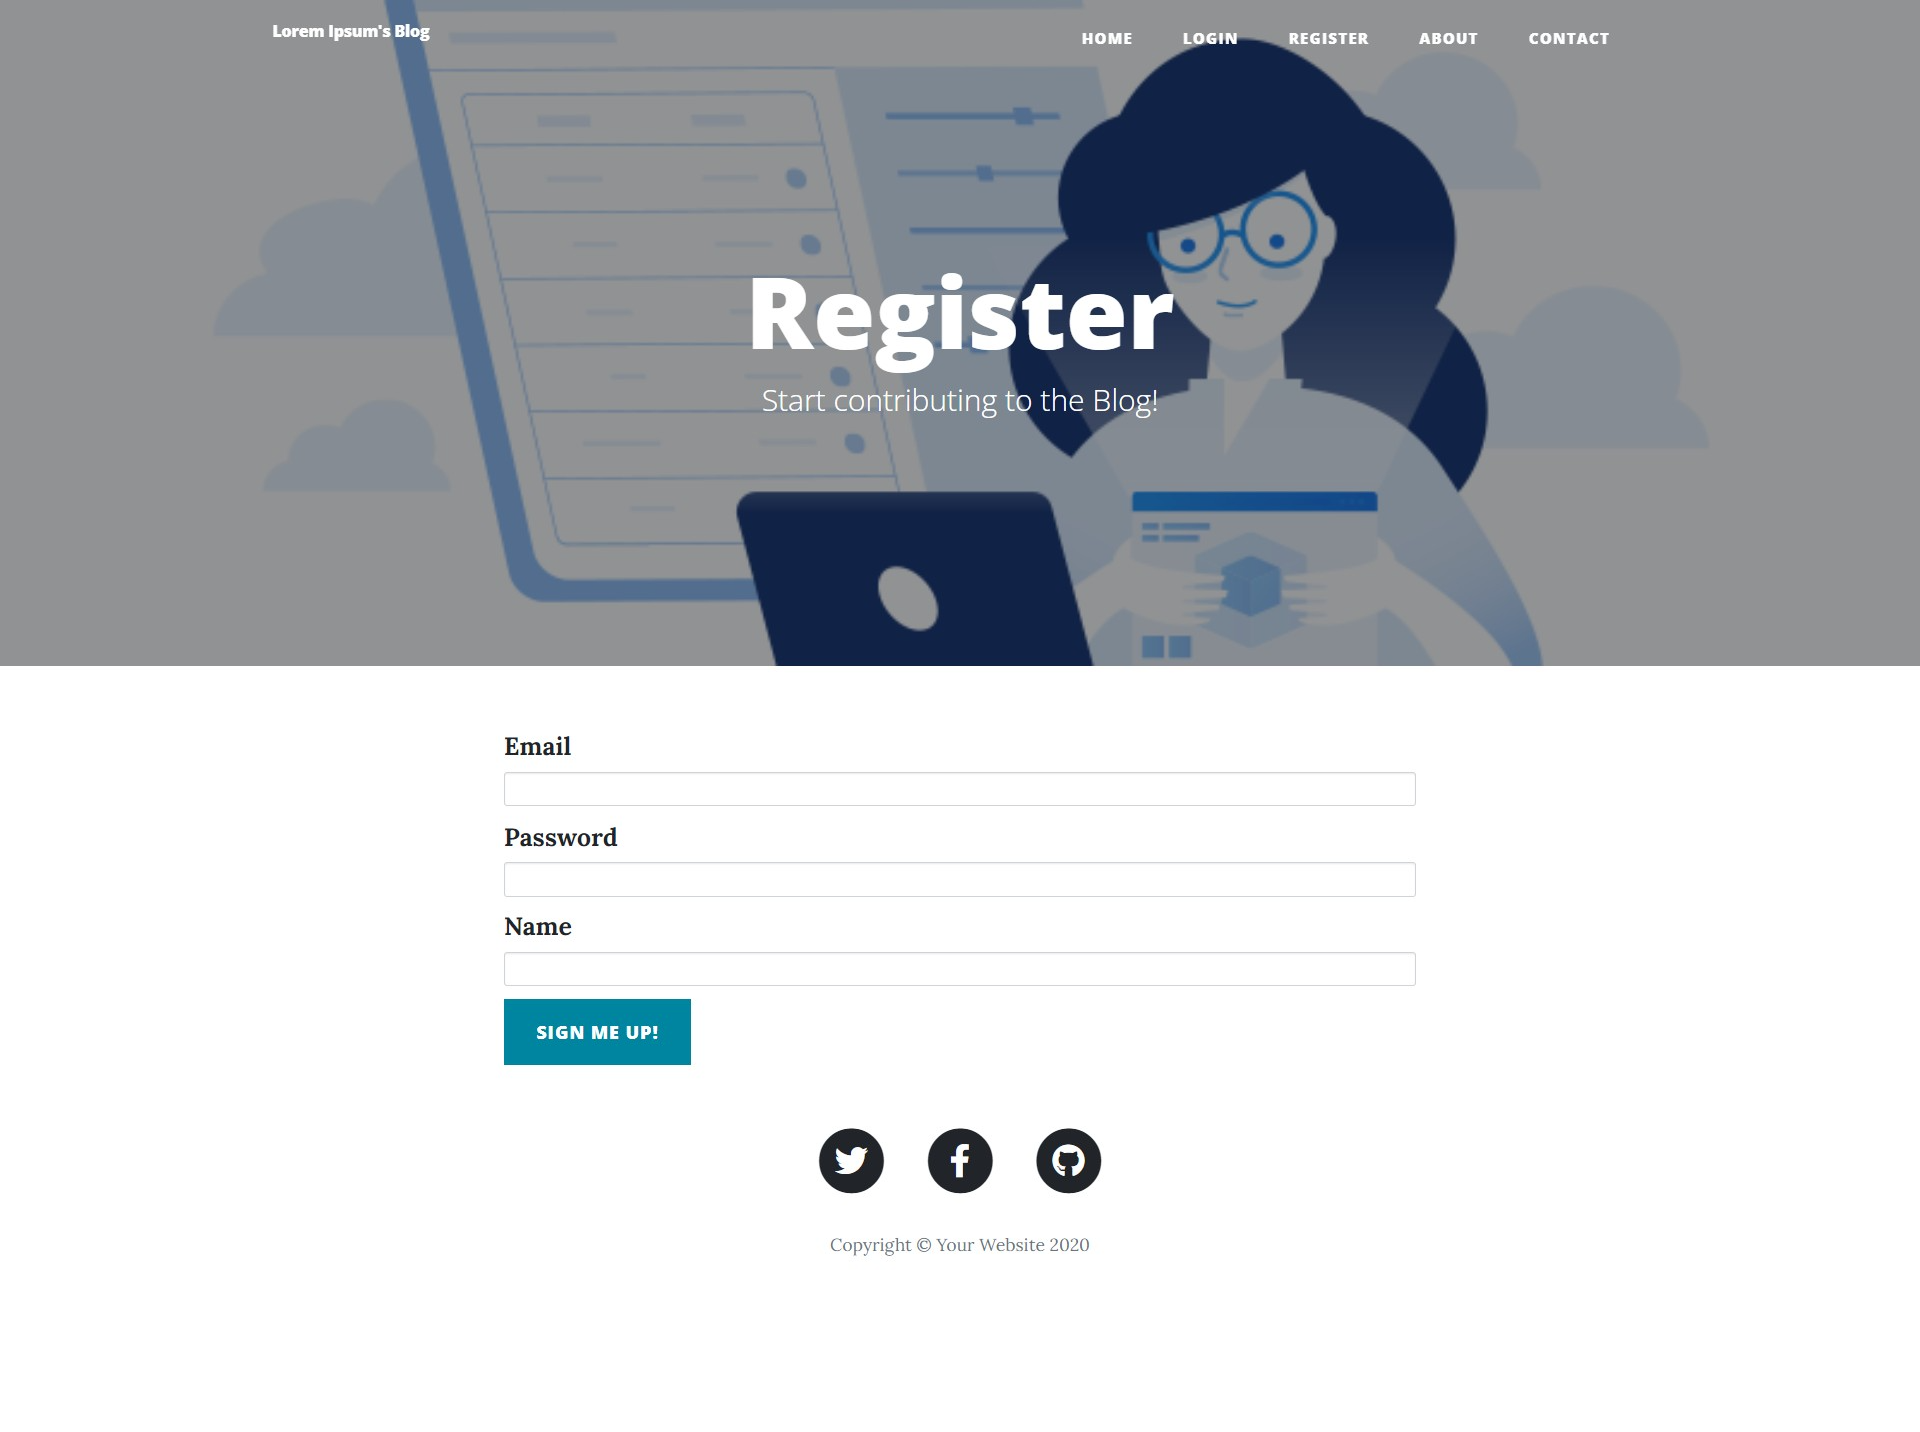 Lorem Ipsum's Blog
HOME LOGIN REGISTER ABOUT CONTACT
Register
Start contributing to the Blog!
Email
Password
Name
SIGN ME UP!
Copyright © Your Website 2020